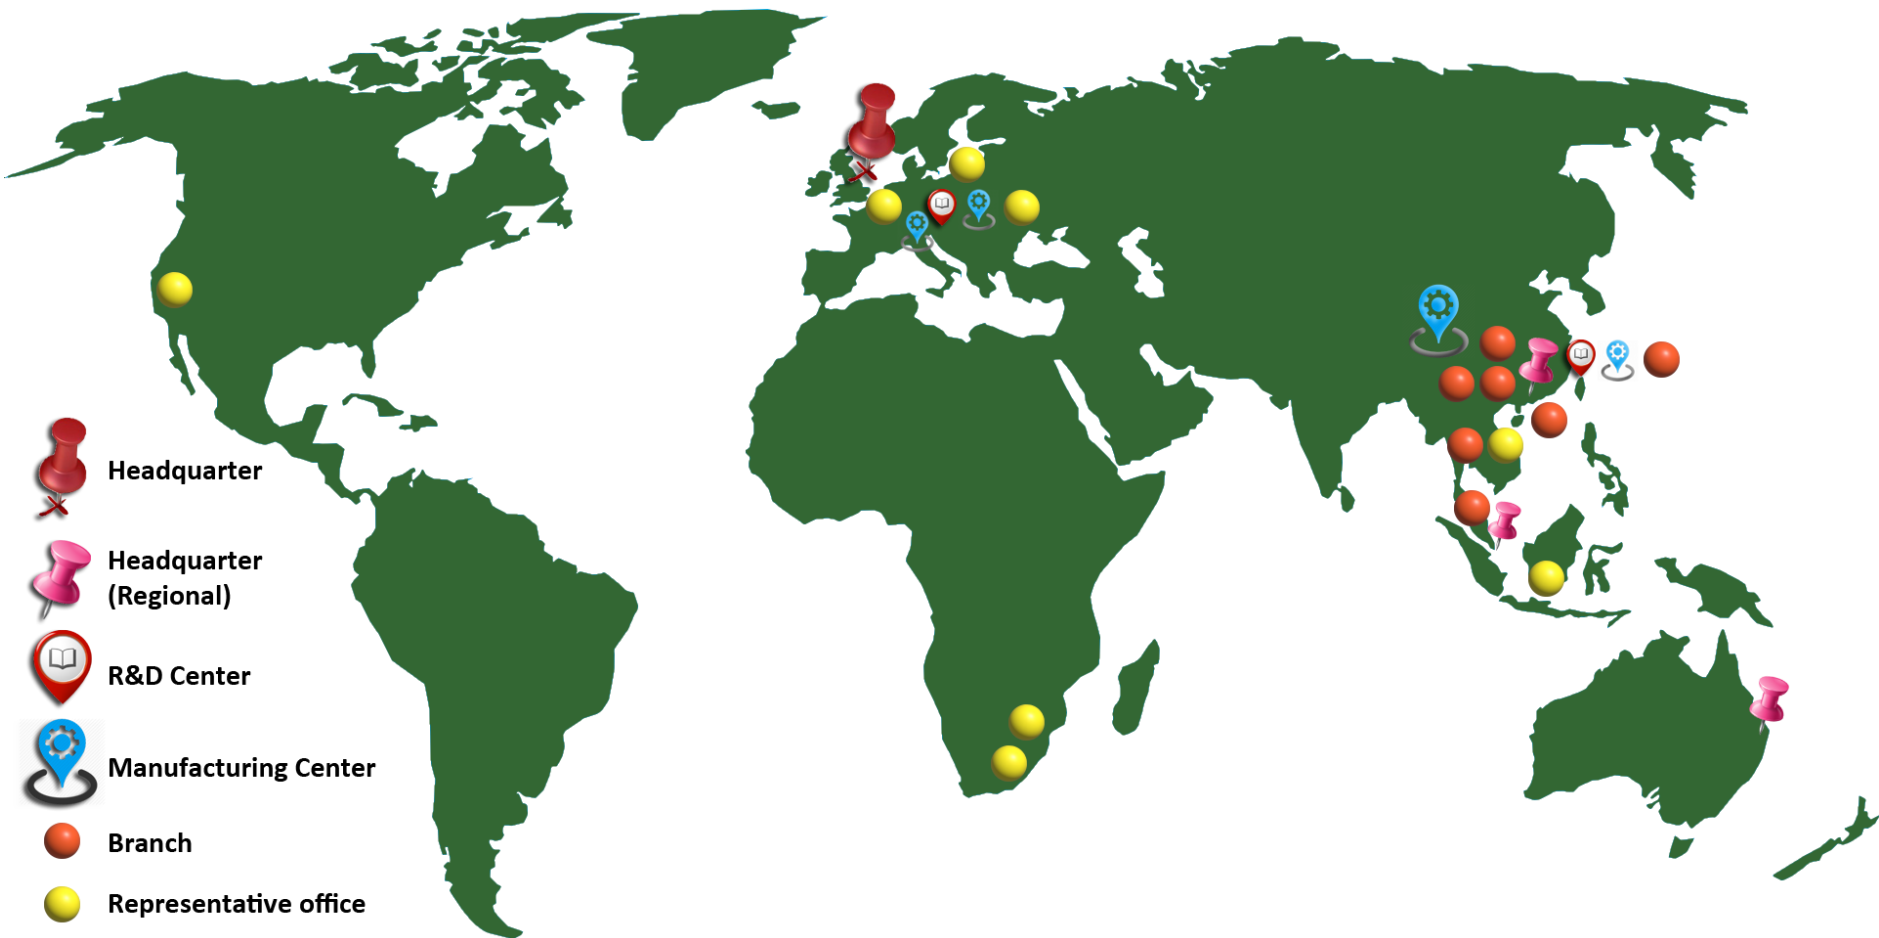 Headquarter
Headquarter
(Regional)
R&D Center
Manufacturing Center
Branch
Representative office